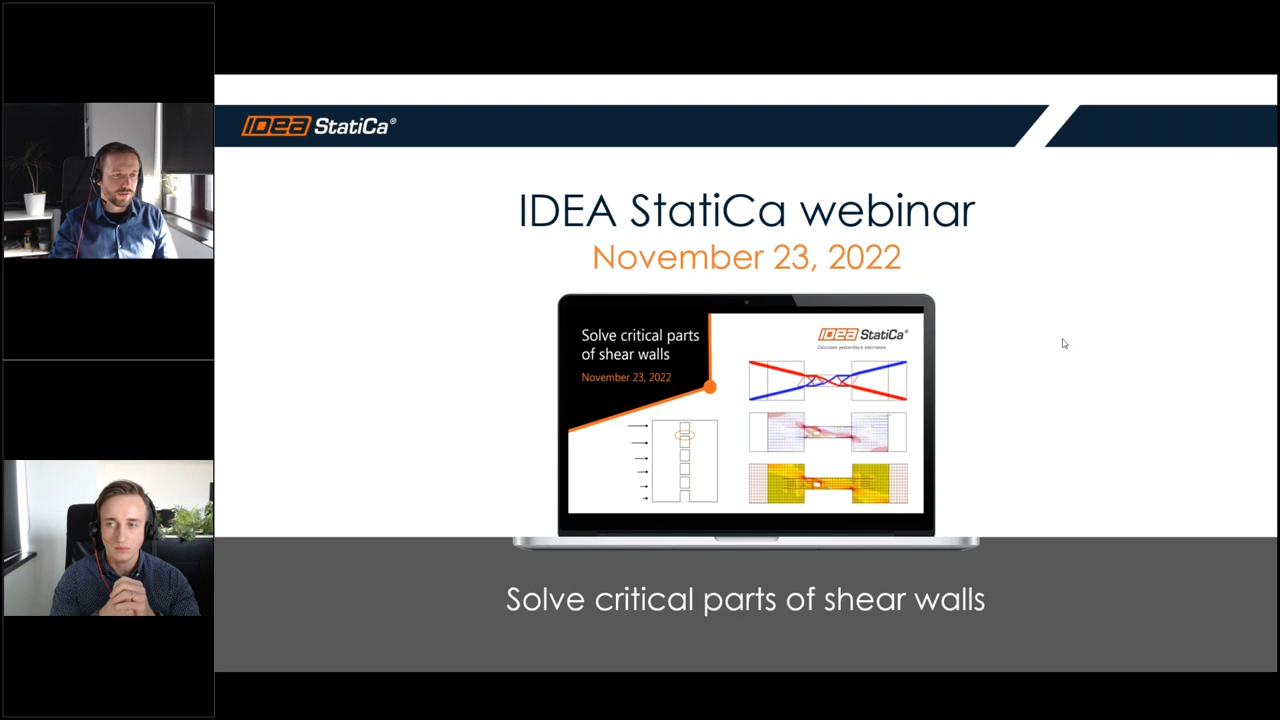 IDEA StatiCa®
IDEA StatiCa webinar
November 23, 2022
Solve critical parts
of shear walls
November 23, 2022
IDEA StatiCa®
Calculate yesterday's estimates
Solve critical parts of shear walls